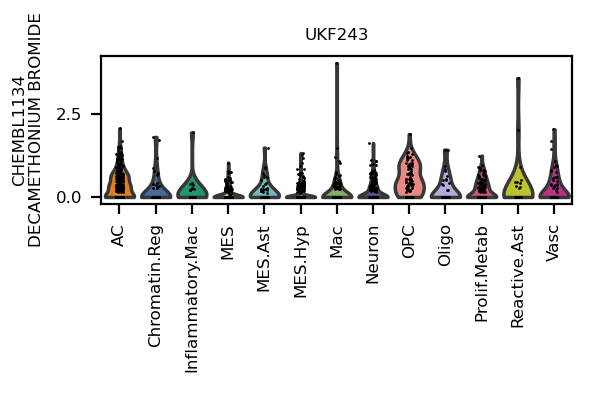 UKF243
CHEMBL1134
DECAMETHONIUM BROMIDE
2.5
0.0
AC
Chromatin.Reg
Inflammatory.Mac
MES
MES.Ast
MES.Hyp
Mac
Neuron
OPC
Oligo
Prolif.Metab
Reactive.Ast
Vasc